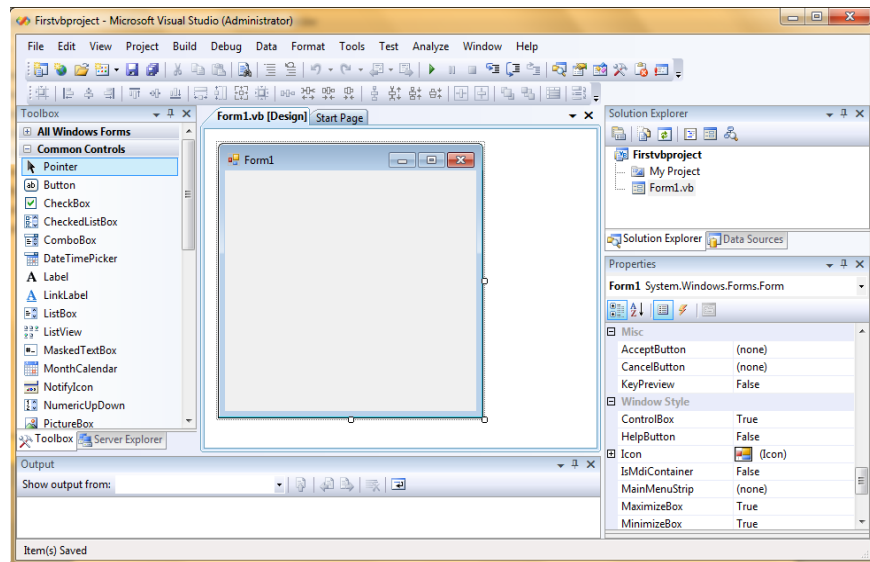 Firstvbproject - Microsoft Visual Studio (Administrator)
File Edit View Project Build Debug Data Format Tools Test Analyze Window Help
Toolbox
All Windows Forms
Common Controls
Pointer
Button
CheckBox
CheckedListBox
ComboBox
DateTimePicker
Label
LinkLabel
ListBox
ListView
MaskedTextBox
MonthCalendar
NotifyIcon
NumericUpDown
PictureBox
Toolbox Server Explorer
Form1.vb [Design] Start Page
Form1
Solution Explorer
Firstvbproject
My Project
Form1.vb
Solution Explorer Data Sources
Properties
Form1 System.Windows.Forms.Form
Misc
AcceptButton (none)
CancelButton (none)
KeyPreview False
Window Style
ControlBox True
HelpButton False
Icon (Icon)
IsMdiContainer False
MainMenuStrip (none)
MaximizeBox True
MinimizeBox True
Output
Show output from:
Item(s) Saved